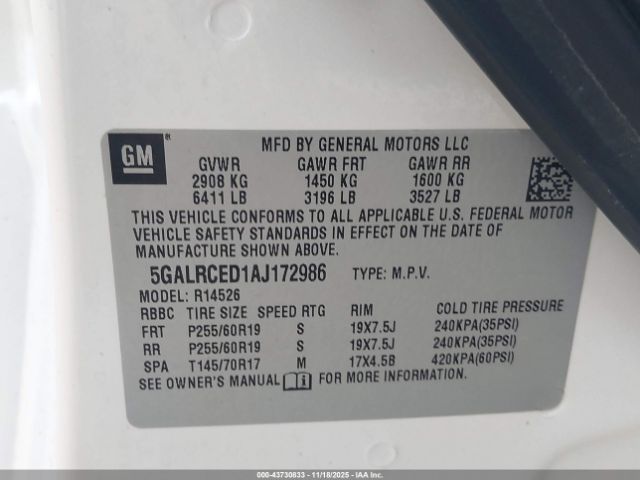 GM
MFD BY GENERAL MOTORS LLC
GVWR GAWR FRT GAWR RR
2908 KG 1450 KG 1600 KG
6411 LB 3196 LB 3527 LB
THIS VEHICLE CONFORMS TO ALL APPLICABLE U.S. FEDERAL MOTOR
VEHICLE SAFETY STANDARDS IN EFFECT ON THE DATE OF
MANUFACTURE SHOWN ABOVE.
5GALRCED1AJ172986 TYPE: M.P.V.
MODEL: R14526
RBBC TIRE SIZE SPEED RTG RIM COLD TIRE PRESSURE
FRT P255/60R19 S 19X7.5J 240KPA(35PSI)
RR P255/60R19 S 19X7.5J 240KPA(35PSI)
SPA T145/70R17 M 17X4.5B 420KPA(60PSI)
SEE OWNER'S MANUAL i FOR MORE INFORMATION.
000-43730833 - 11/18/2025 - COPYRIGHT IAA, LLC